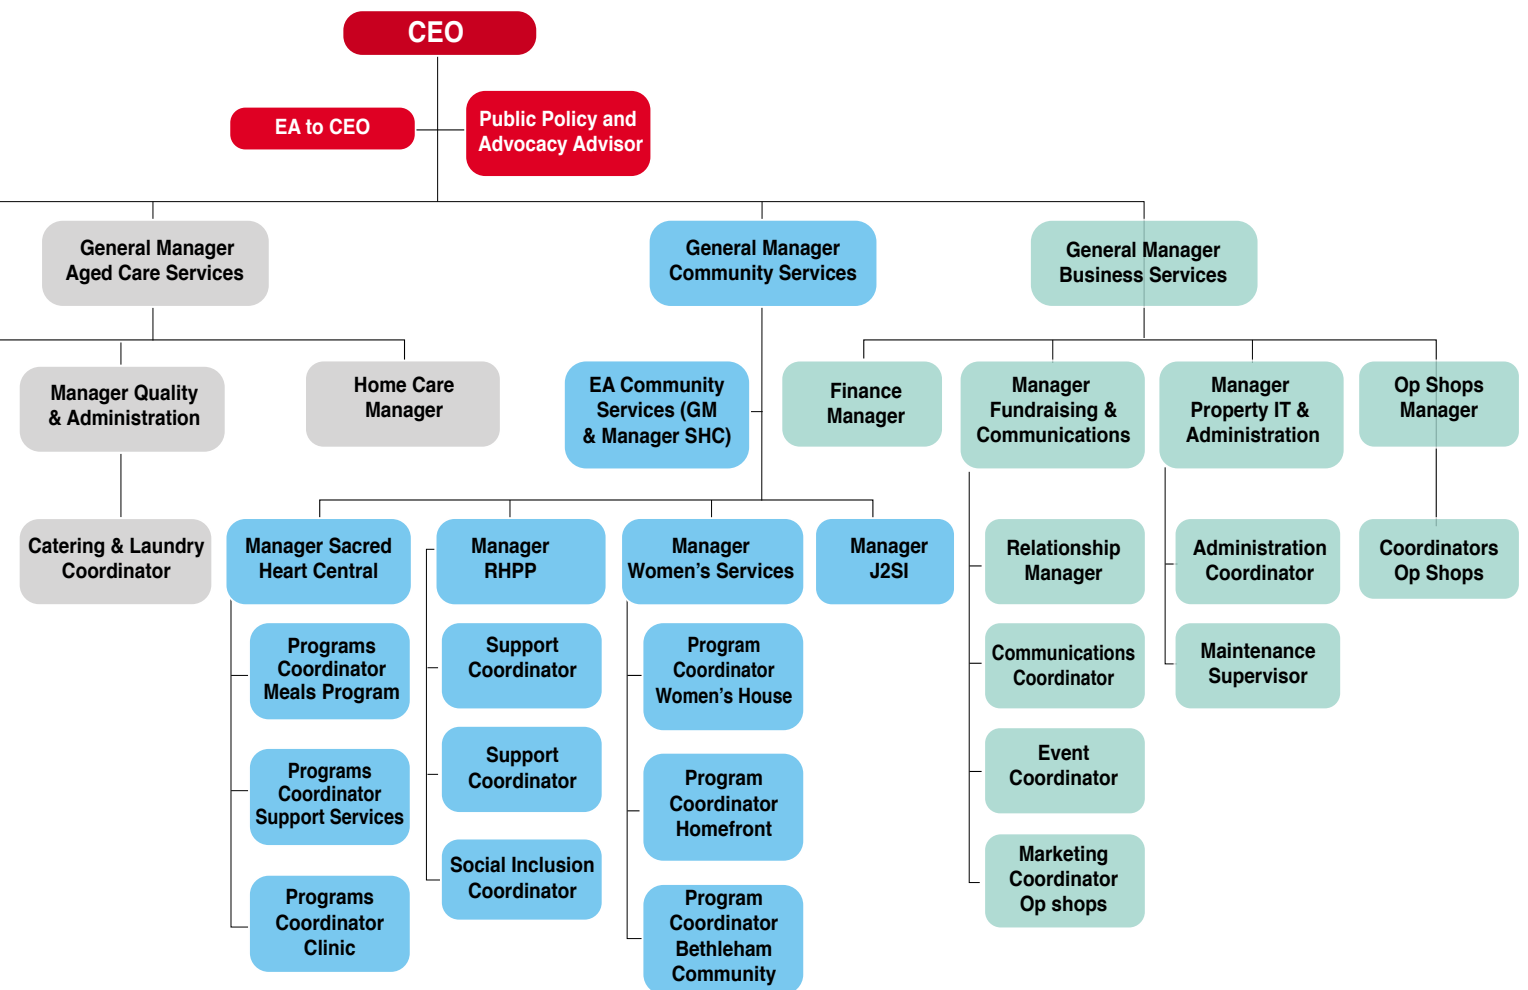 CEO
EA to CEO
Public Policy and
Advocacy Advisor
General Manager
Aged Care Services
General Manager
Community Services
General Manager
Business Services
Manager Quality
& Administration
Home Care
Manager
EA Community
Services (GM
& Manager SHC)
Finance
Manager
Manager
Fundraising &
Communications
Manager
Property IT &
Administration
Op Shops
Manager
Catering & Laundry
Coordinator
Manager Sacred
Heart Central
Manager
RHPP
Manager
Women's Services
Manager
J2SI
Relationship
Manager
Administration
Coordinator
Coordinators
Op Shops
Programs
Coordinator
Meals Program
Support
Coordinator
Program
Coordinator
Women's House
Communications
Coordinator
Maintenance
Supervisor
Programs
Coordinator
Support Services
Support
Coordinator
Program
Coordinator
Homefront
Event
Coordinator
Programs
Coordinator
Clinic
Social Inclusion
Coordinator
Program
Coordinator
Bethleham
Community
Marketing
Coordinator
Op shops